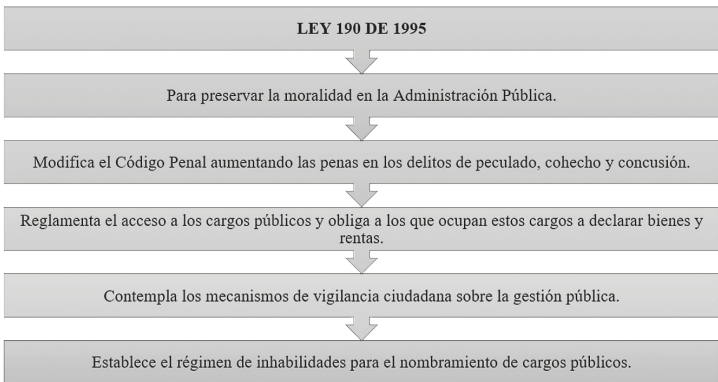 LEY 190 DE 1995
Para preservar la moralidad en la Administración Pública.
Modifica el Código Penal aumentando las penas en los delitos de peculado, cohecho y concusión.
Reglamenta el acceso a los cargos públicos y obliga a los que ocupan estos cargos a declarar bienes y
rentas.
Contempla los mecanismos de vigilancia ciudadana sobre la gestión pública.
Establece el régimen de inhabilidades para el nombramiento de cargos públicos.